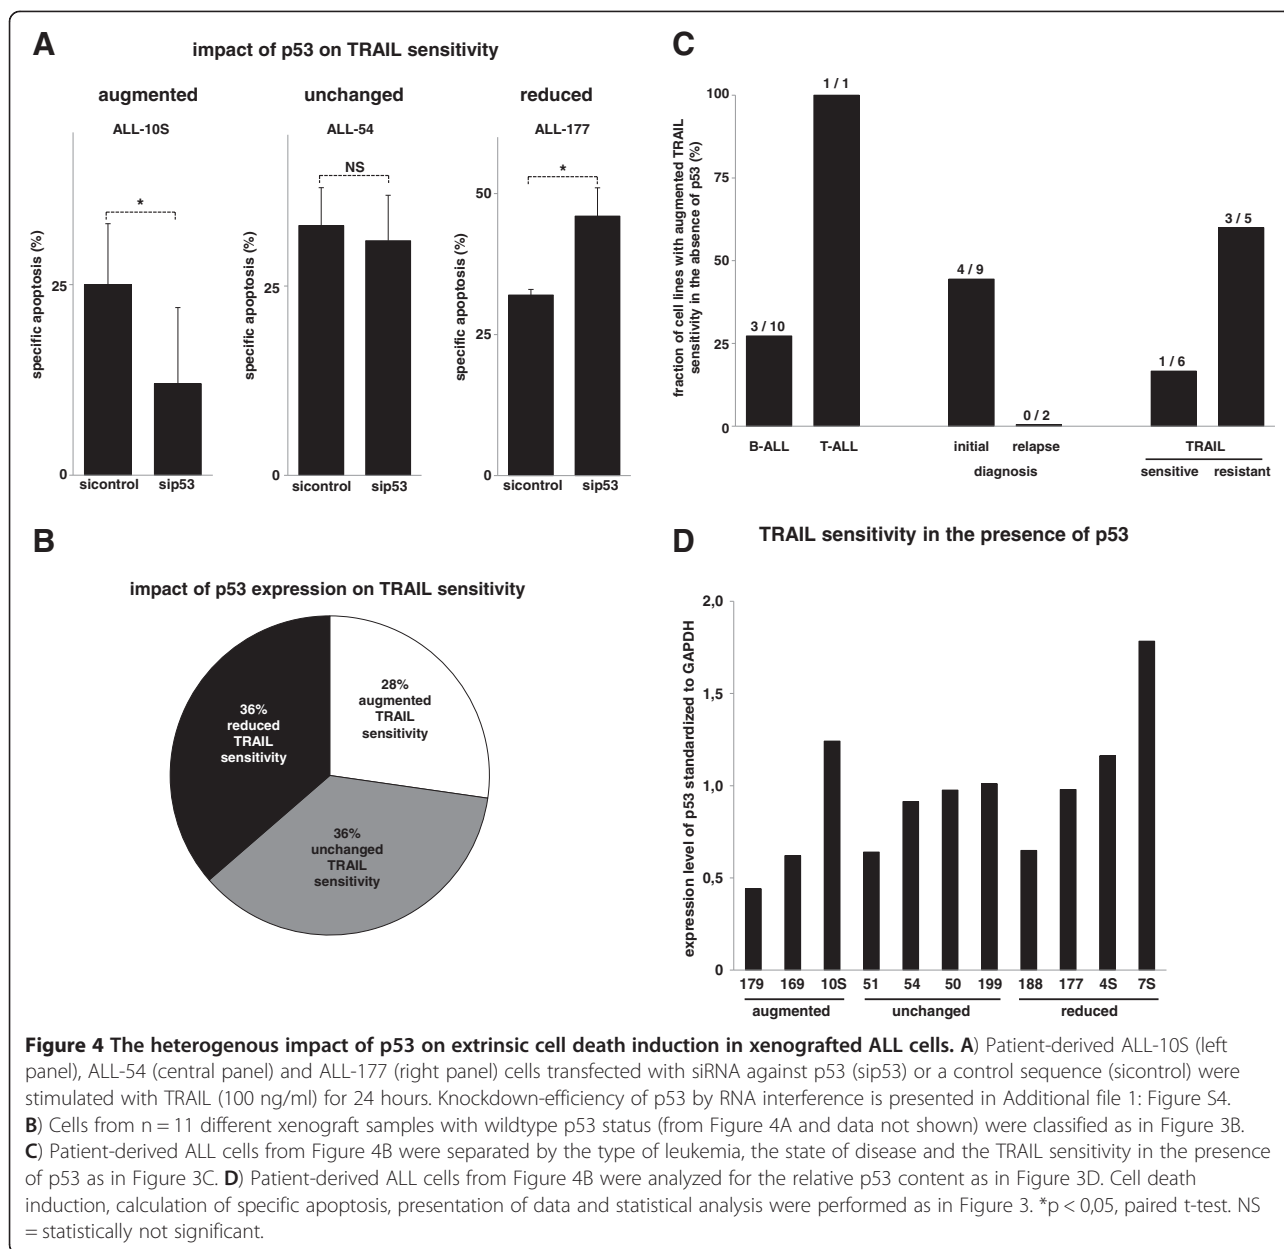 A
impact of p53 on TRAIL sensitivity
augmented
unchanged
reduced
ALL-10S
ALL-54
ALL-177
specific apoptosis (%)
25
0
*
sicontrol
sip53
specific apoptosis (%)
25
0
NS
sicontrol
sip53
specific apoptosis (%)
50
25
0
*
sicontrol
sip53
B
impact of p53 expression on TRAIL sensitivity
28%
augmented
TRAIL
sensitivity
36%
reduced
TRAIL
sensitivity
36%
unchanged
TRAIL
sensitivity
C
fraction of cell lines with augmented TRAIL
sensitivity in the absence of p53 (%)
100
75
50
25
0
3 / 10
1 / 1
4 / 9
0 / 2
1 / 6
3 / 5
B-ALL
T-ALL
initial
relapse
diagnosis
TRAIL
sensitive
resistant
D
TRAIL sensitivity in the presence of p53
expression level of p53 standardized to GAPDH
2,0
1,5
1,0
0,5
0
179
169
10S
51
54
50
199
188
177
4S
7S
augmented
unchanged
reduced
Figure 4 The heterogenous impact of p53 on extrinsic cell death induction in xenografted ALL cells. A) Patient-derived ALL-10S (left
panel), ALL-54 (central panel) and ALL-177 (right panel) cells transfected with siRNA against p53 (sip53) or a control sequence (sicontrol) were
stimulated with TRAIL (100 ng/ml) for 24 hours. Knockdown-efficiency of p53 by RNA interference is presented in Additional file 1: Figure S4.
B) Cells from n = 11 different xenograft samples with wildtype p53 status (from Figure 4A and data not shown) were classified as in Figure 3B.
C) Patient-derived ALL cells from Figure 4B were separated by the type of leukemia, the state of disease and the TRAIL sensitivity in the presence
of p53 as in Figure 3C. D) Patient-derived ALL cells from Figure 4B were analyzed for the relative p53 content as in Figure 3D. Cell death
induction, calculation of specific apoptosis, presentation of data and statistical analysis were performed as in Figure 3. *p < 0,05, paired t-test. NS
= statistically not significant.